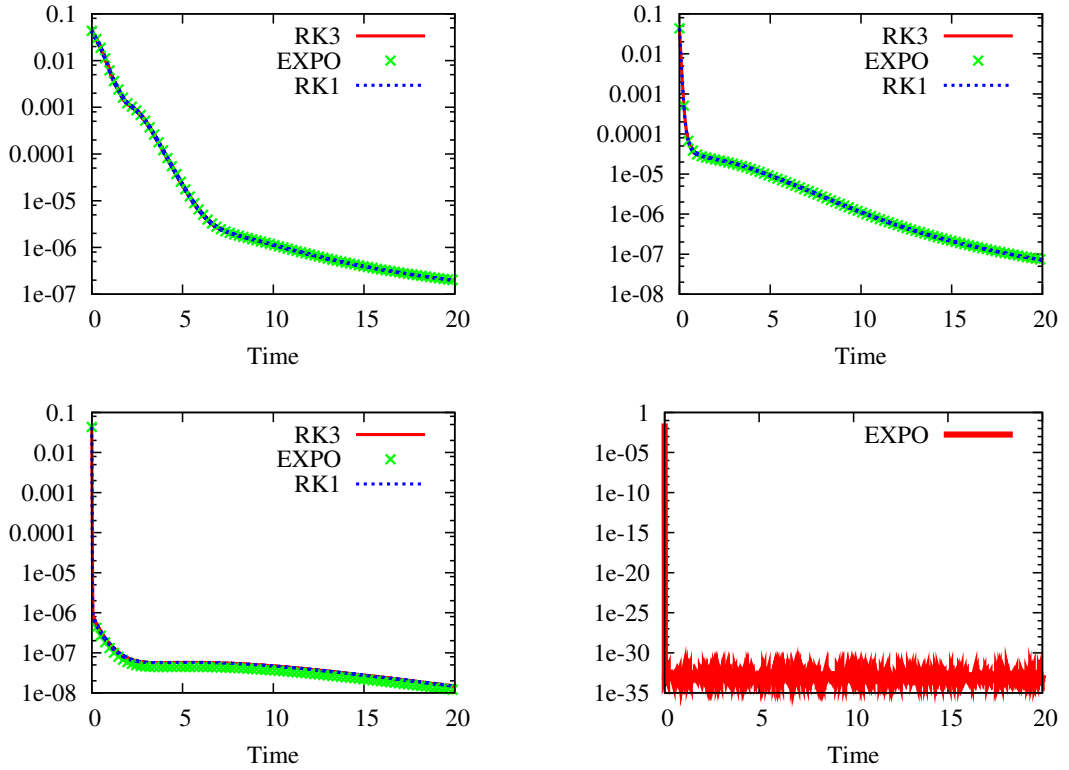 0.1
0.01
0.001
0.0001
1e-05
1e-06
1e-07
RK3
EXPO
RK1
0 5 10 15 20
Time
0.1
0.01
0.001
0.0001
1e-05
1e-06
1e-07
1e-08
RK3
EXPO
RK1
0 5 10 15 20
Time
0.1
0.01
0.001
0.0001
1e-05
1e-06
1e-07
1e-08
RK3
EXPO
RK1
0 5 10 15 20
Time
1
1e-05
1e-10
1e-15
1e-20
1e-25
1e-30
1e-35
EXPO
5 10 15 20
Time